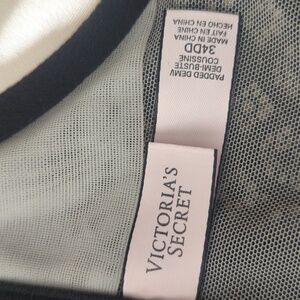 PADDED DEMI/
DEMI-BUSTE
COUSSINÉ
34DD
MADE IN CHINA
FAIT EN CHINE
HECHO EN CHINA
VICTORIA'S
SECRET